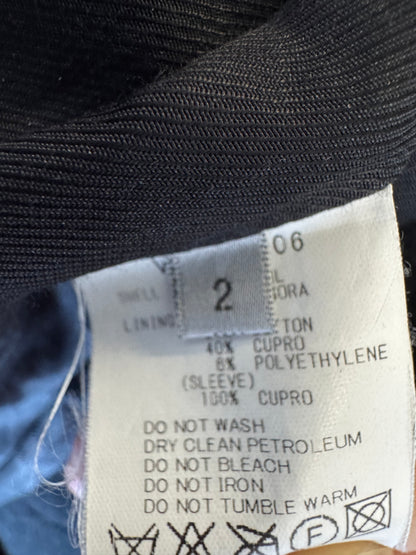 06
2
L
SHELL ORA
LINING TON
40% CUPRO
6% POLYETHYLENE
(SLEEVE)
100% CUPRO
DO NOT WASH
DRY CLEAN PETROLEUM
DO NOT BLEACH
DO NOT IRON
DO NOT TUMBLE WARM
F